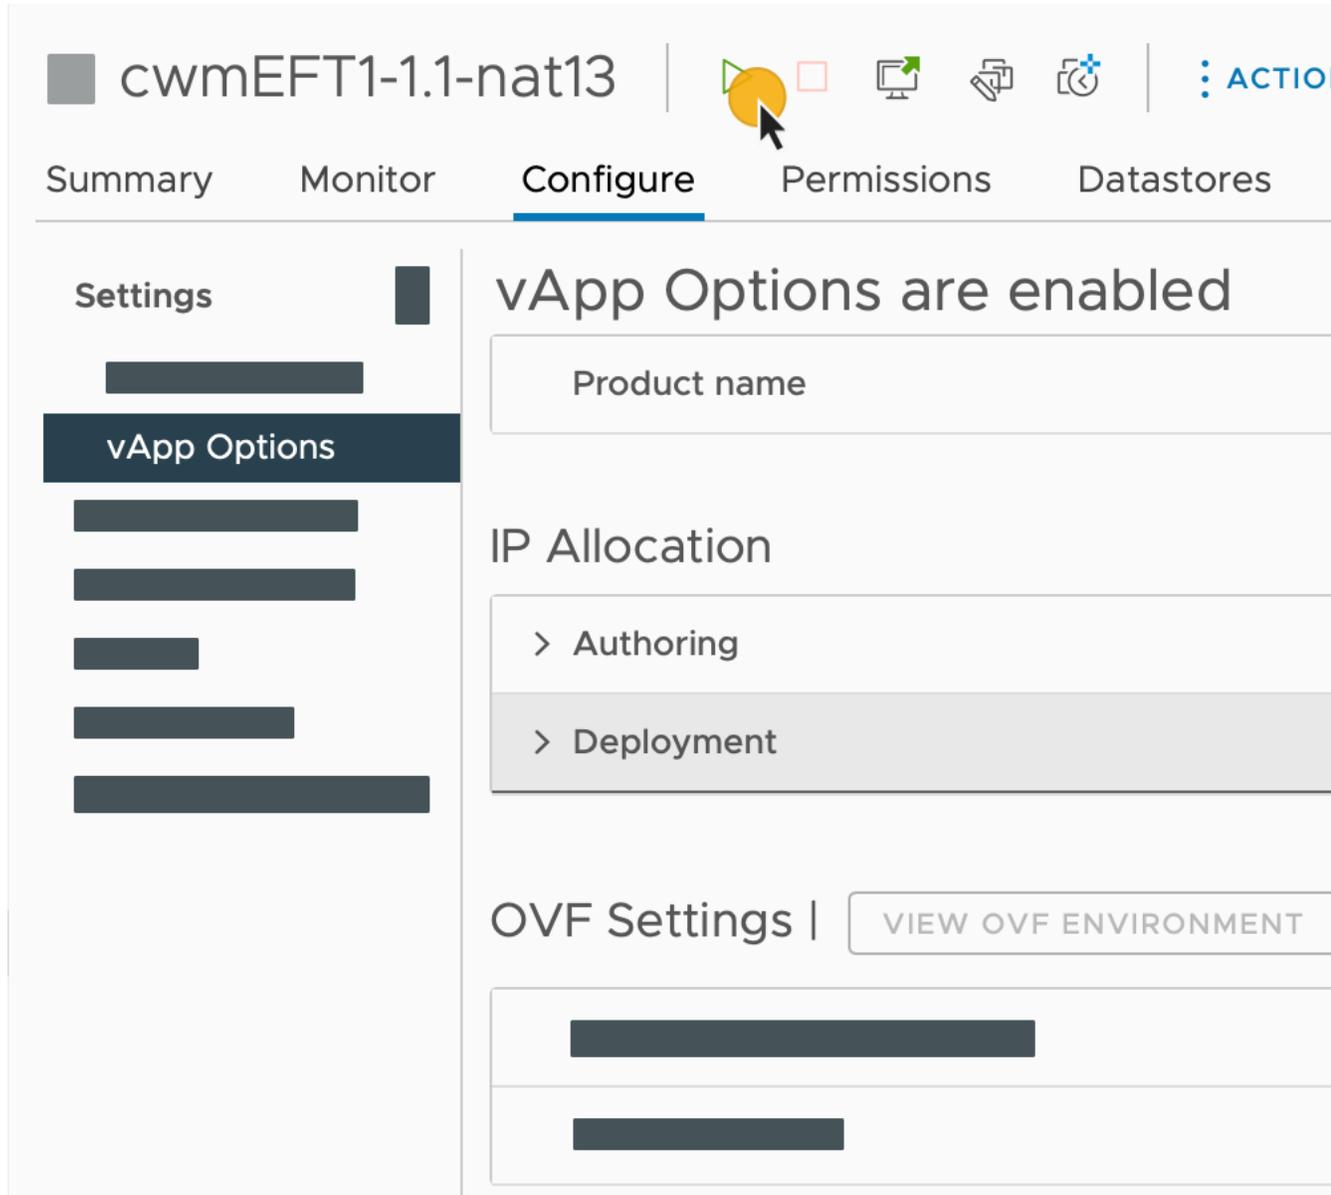 cwmEFT1-1.1-nat13
Summary Monitor Configure Permissions Datastores
Settings
vApp Options
vApp Options are enabled
Product name
IP Allocation
Authoring
Deployment
OVF Settings | VIEW OVF ENVIRONMENT